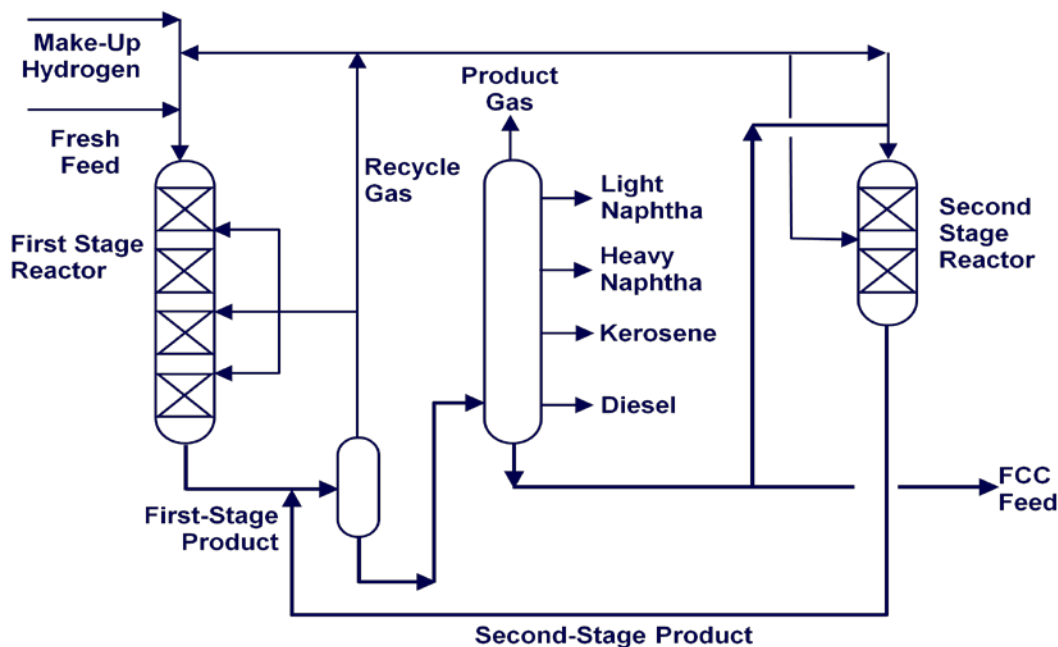 Make-Up
Hydrogen
Fresh
Feed
First Stage
Reactor
First-Stage
Product
Recycle
Gas
Product
Gas
Light
Naphtha
Heavy
Naphtha
Kerosene
Diesel
Second
Stage
Reactor
FCC
Feed
Second-Stage Product